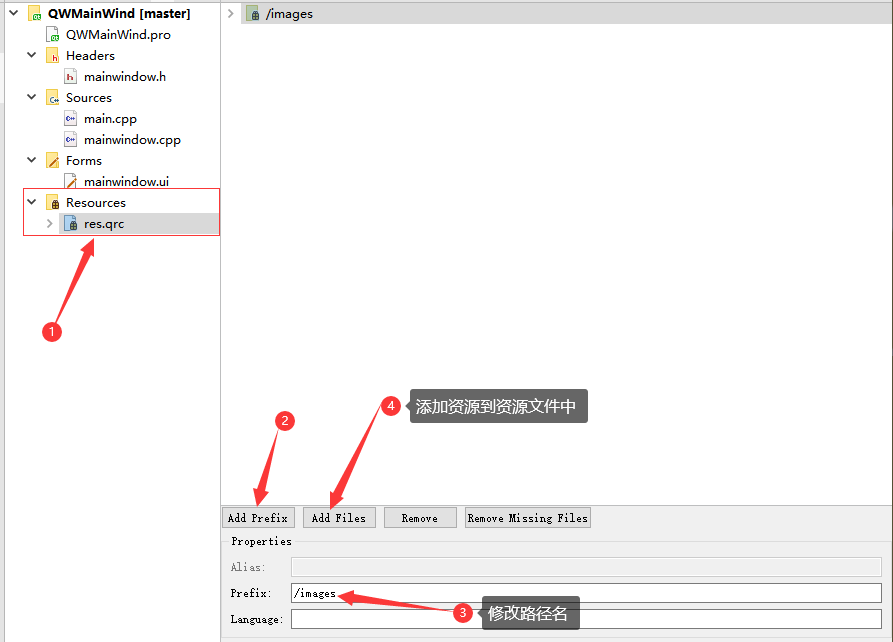 QWMainWind [master]
QWMainWind.pro
Headers
mainwindow.h
Sources
main.cpp
mainwindow.cpp
Forms
mainwindow.ui
Resources
res.qrc
1
/images
4 添加资源到资源文件中
2
Add Prefix Add Files Remove Remove Missing Files
Properties
Alias:
Prefix: /images
3 修改路径名
Language: